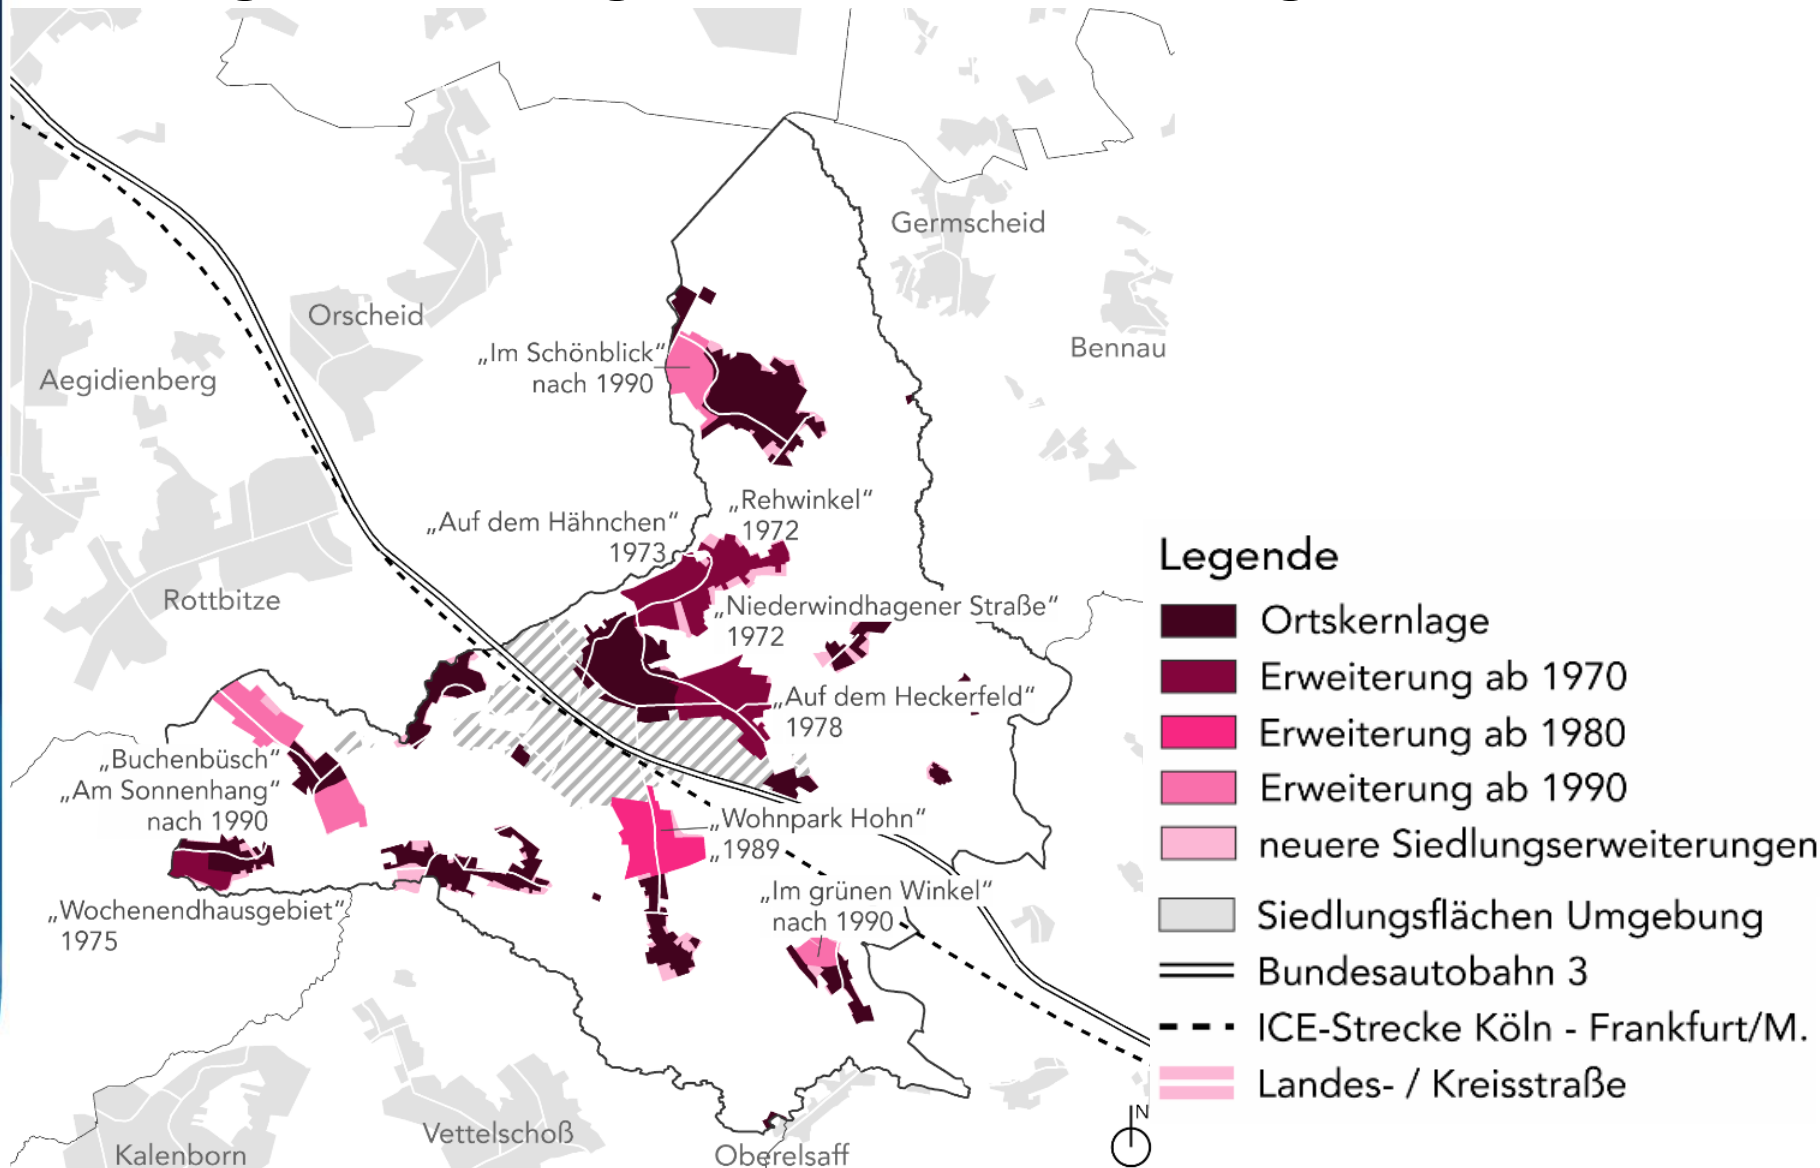 Germscheid
Orscheid
Bennau
„Im Schönblick“
nach 1990
Aegidienberg
„Rehwinkel“
1972
„Auf dem Hähnchen“
1973
Rottbitze
„Niederwindhagener Straße“
1972
„Auf dem Heckerfeld“
1978
„Buchenbüsch“
„Am Sonnenhang“
nach 1990
„Wohnpark Hohn“
„1989
„Im grünen Winkel“
nach 1990
„Wochenendhausgebiet“
1975
Vettelschoß
Kalenborn
Oberelsaff
N
Legende
Ortskernlage
Erweiterung ab 1970
Erweiterung ab 1980
Erweiterung ab 1990
neuere Siedlungserweiterungen
Siedlungsflächen Umgebung
Bundesautobahn 3
ICE-Strecke Köln - Frankfurt/M.
Landes- / Kreisstraße